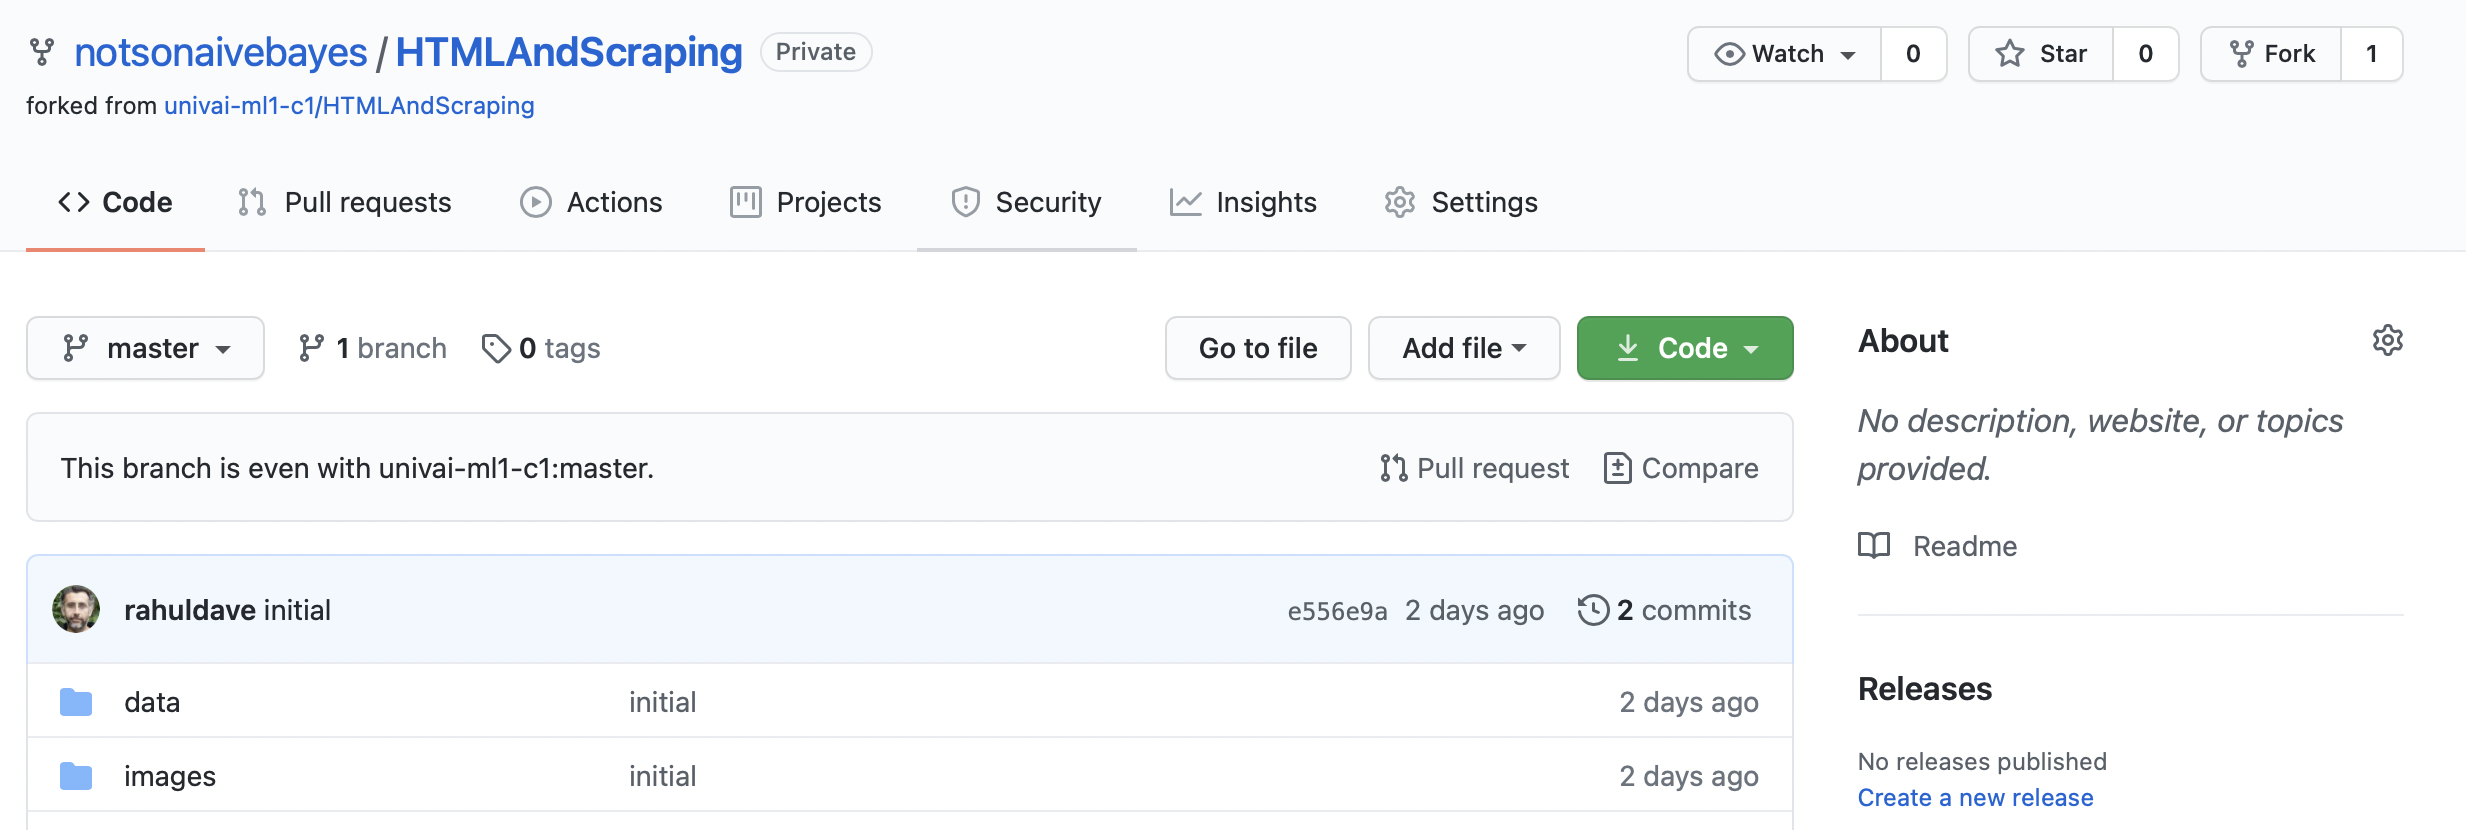 notsonaivebayes / HTMLAndScraping Private
Watch 0 Star 0 Fork 1
forked from univai-ml1-c1/HTMLAndScraping
Code Pull requests Actions Projects Security Insights Settings
master 1 branch 0 tags Go to file Add file Code
This branch is even with univai-ml1-c1:master. Pull request Compare
rahuldave initial e556e9a 2 days ago 2 commits
data initial 2 days ago
images initial 2 days ago
About
No description, website, or topics
provided.
Readme
Releases
No releases published
Create a new release